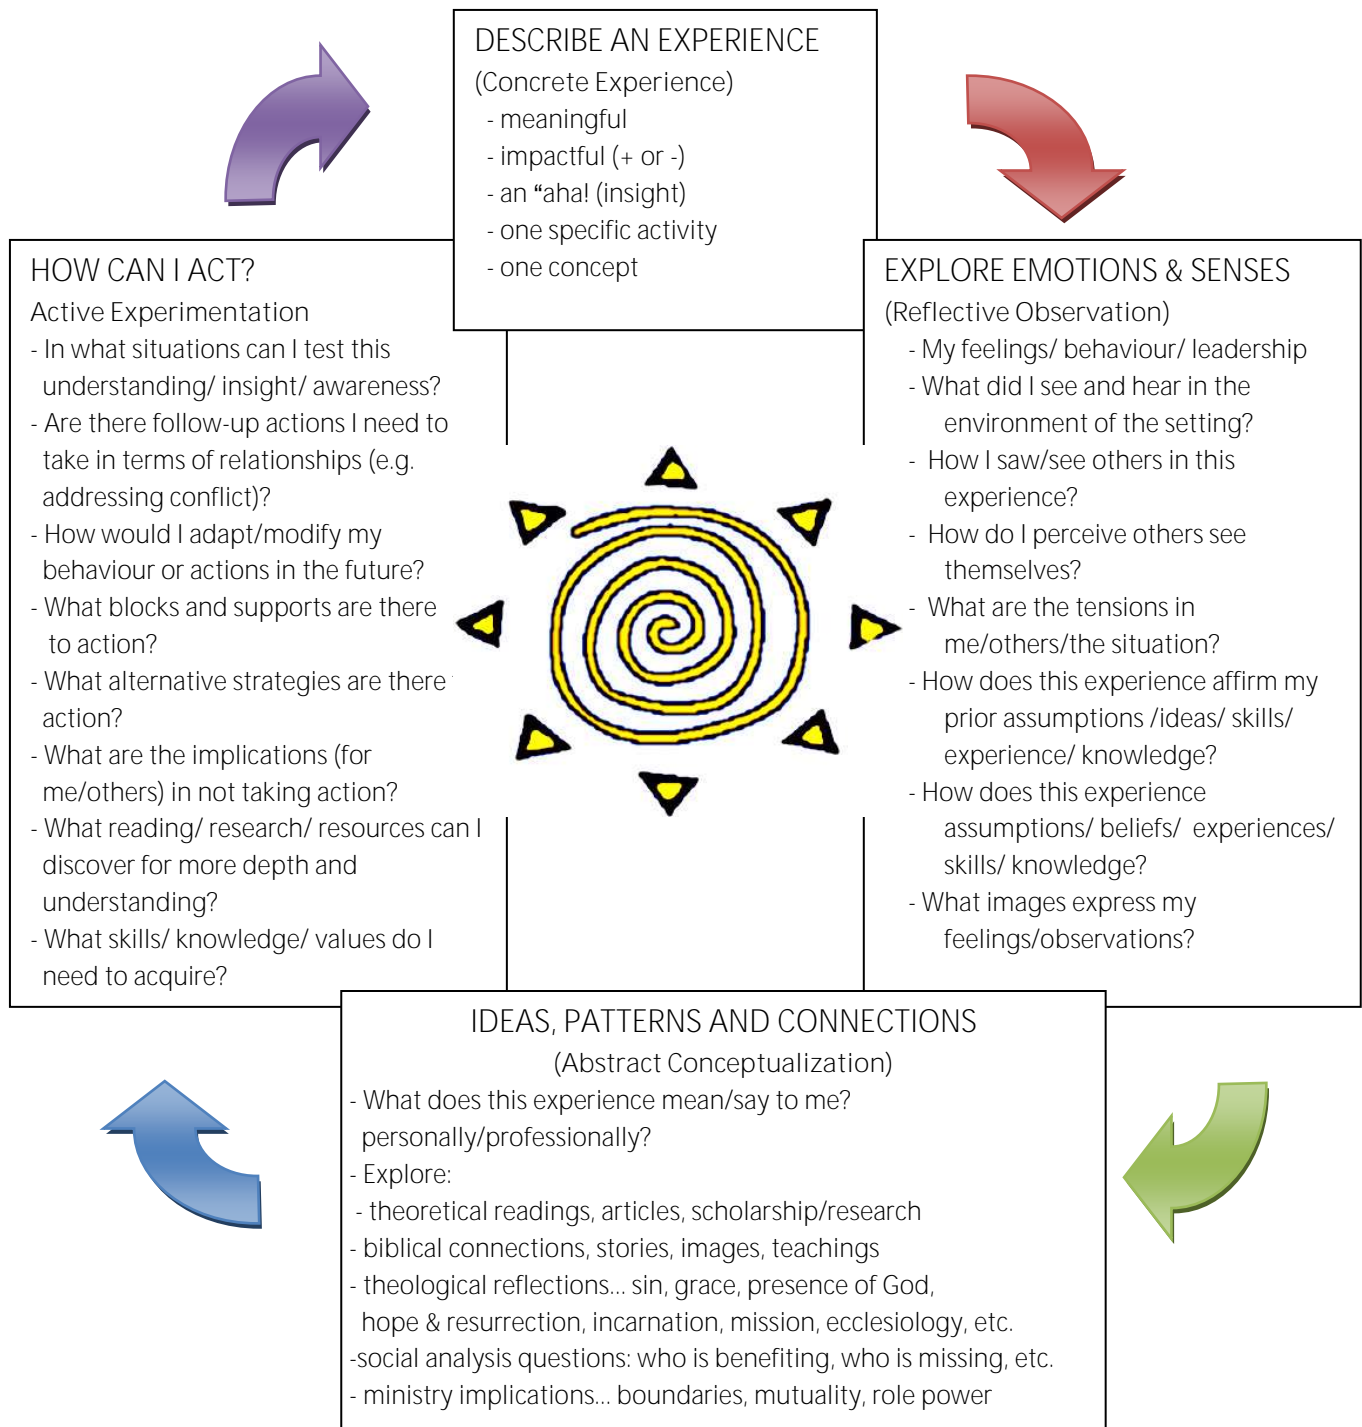 DESCRIBE AN EXPERIENCE
(Concrete Experience)
- meaningful
- impactful (+ or -)
- an “aha! (insight)
- one specific activity
- one concept
EXPLORE EMOTIONS & SENSES
(Reflective Observation)
- My feelings/ behaviour/ leadership
- What did I see and hear in the
environment of the setting?
- How I saw/see others in this
experience?
- How do I perceive others see
themselves?
- What are the tensions in
me/others/the situation?
- How does this experience affirm my
prior assumptions /ideas/ skills/
experience/ knowledge?
- How does this experience
assumptions/ beliefs/ experiences/
skills/ knowledge?
- What images express my
feelings/observations?
IDEAS, PATTERNS AND CONNECTIONS
(Abstract Conceptualization)
- What does this experience mean/say to me?
personally/professionally?
- Explore:
- theoretical readings, articles, scholarship/research
- biblical connections, stories, images, teachings
- theological reflections... sin, grace, presence of God,
hope & resurrection, incarnation, mission, ecclesiology, etc.
-social analysis questions: who is benefiting, who is missing, etc.
- ministry implications... boundaries, mutuality, role power
HOW CAN I ACT?
Active Experimentation
- In what situations can I test this
understanding/ insight/ awareness?
- Are there follow-up actions I need to
take in terms of relationships (e.g.
addressing conflict)?
- How would I adapt/modify my
behaviour or actions in the future?
- What blocks and supports are there
to action?
- What alternative strategies are there
action?
- What are the implications (for
me/others) in not taking action?
- What reading/ research/ resources can I
discover for more depth and
understanding?
- What skills/ knowledge/ values do I
need to acquire?